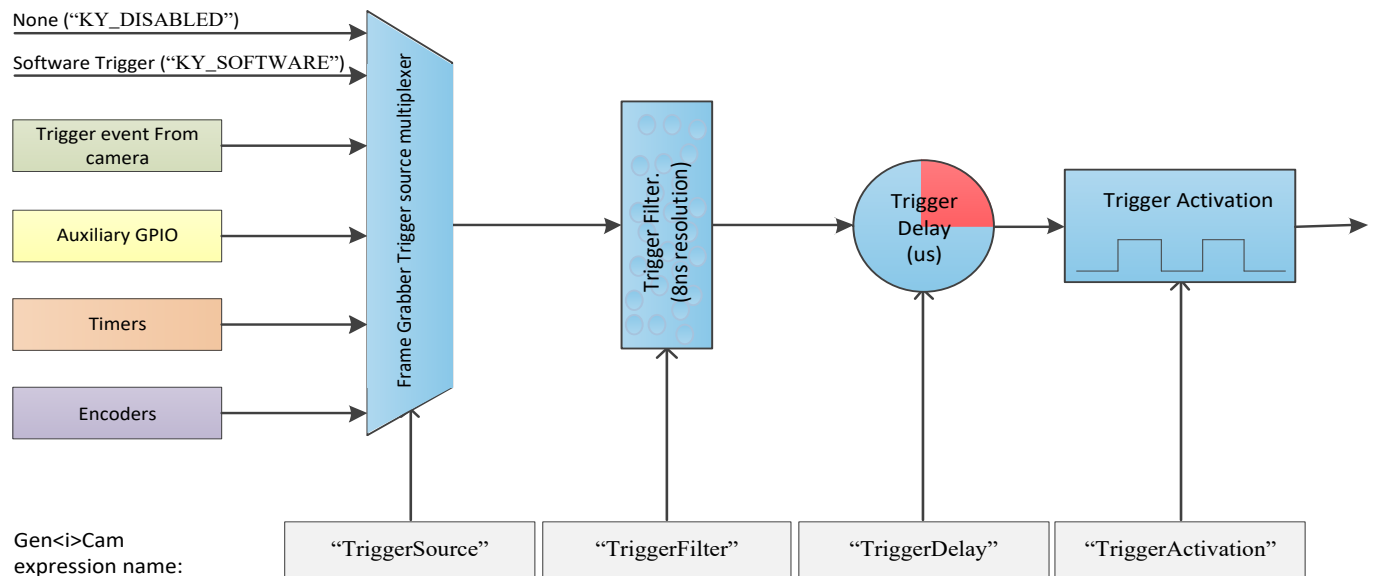 None (“KY_DISABLED”)
Software Trigger (“KY_SOFTWARE”)
Trigger event From
camera
Auxiliary GPIO
Timers
Encoders
Frame Grabber Trigger source multiplexer
Trigger Filter.
(8ns resolution)
Trigger
Delay
(us)
Trigger Activation
Gen<i>Cam
expression name:
“TriggerSource”
“TriggerFilter”
“TriggerDelay”
“TriggerActivation”